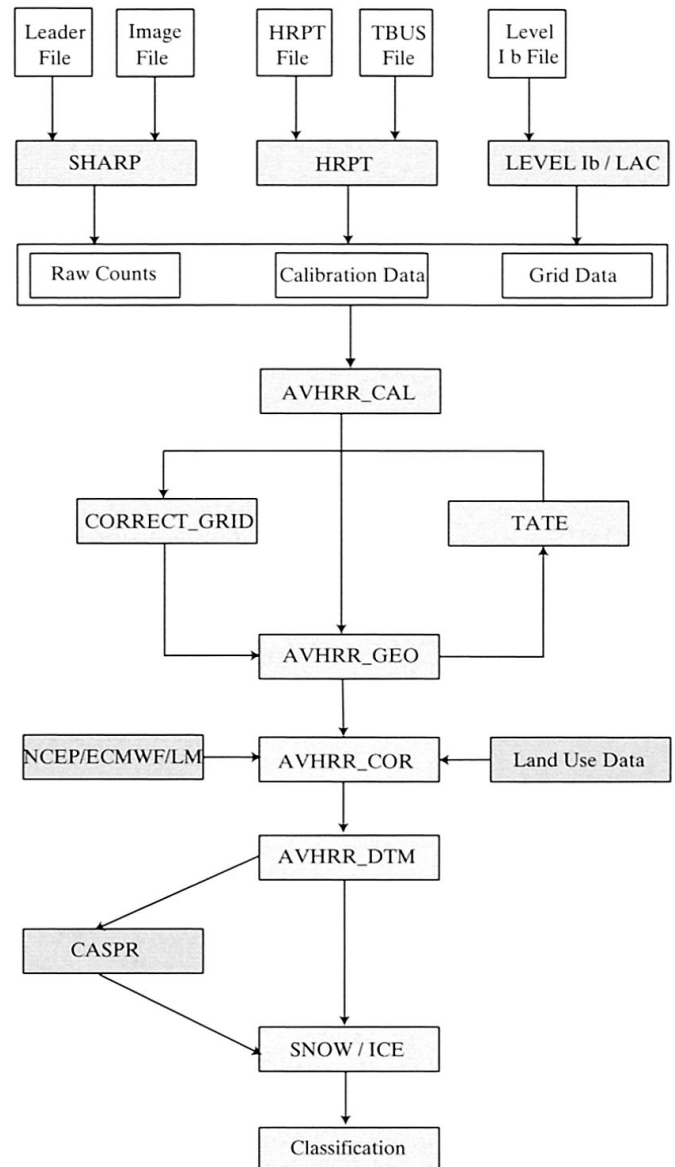 Leader
File
Image
File
HRPT
File
TBUS
File
Level
I b File
SHARP
HRPT
LEVEL Ib / LAC
Raw Counts
Calibration Data
Grid Data
AVHRR_CAL
CORRECT_GRID
TATE
AVHRR_GEO
NCEP/ECMWF/LM
AVHRR_COR
Land Use Data
AVHRR_DTM
CASPR
SNOW / ICE
Classification